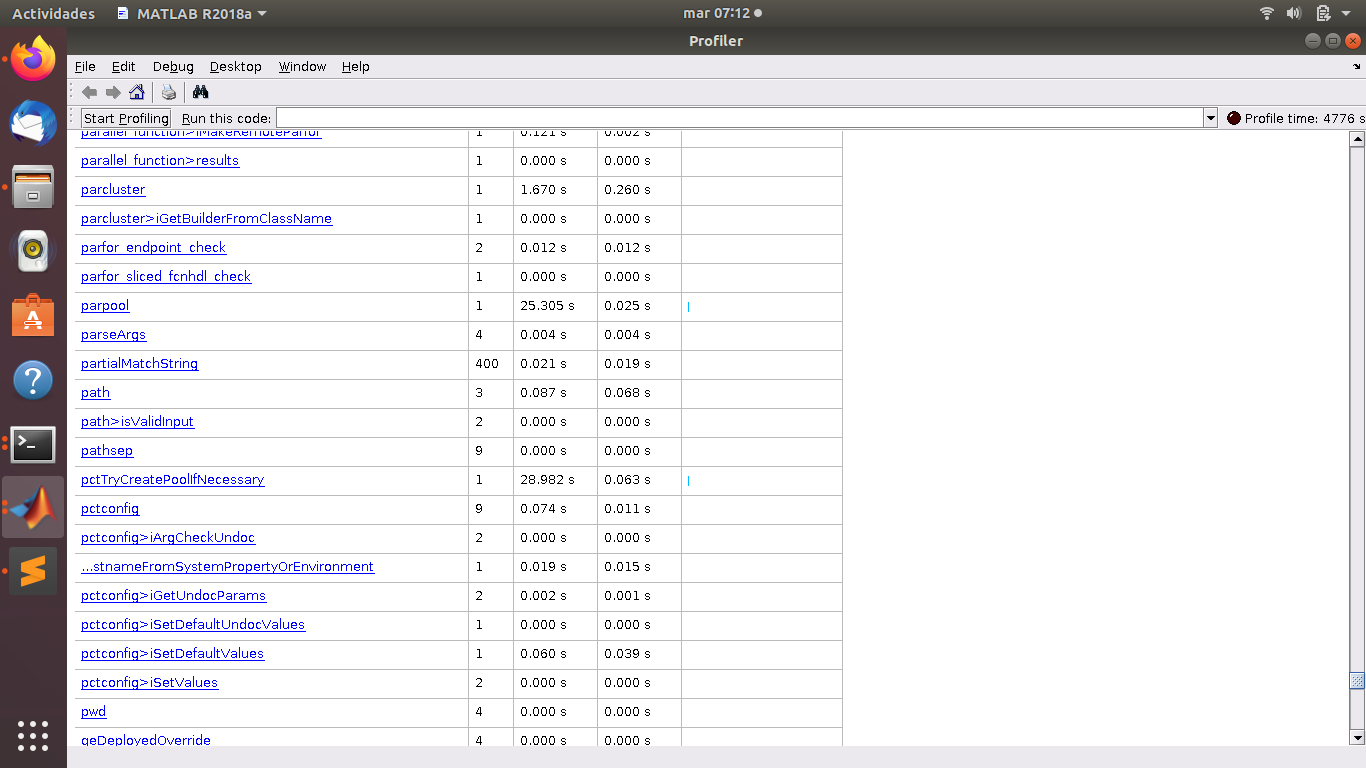 Actividades MATLAB R2018a mar 07:12
Profiler
File Edit Debug Desktop Window Help
Start Profiling Run this code: Profile time: 4776 s
parallel_function>iMakeRemoteParfor 1 0.121 s 0.002 s
parallel_function>results 1 0.000 s 0.000 s
parcluster 1 1.670 s 0.260 s
parcluster>iGetBuilderFromClassName 1 0.000 s 0.000 s
parfor_endpoint_check 2 0.012 s 0.012 s
parfor_sliced_fcnhdl_check 1 0.000 s 0.000 s
parpool 1 25.305 s 0.025 s
parseArgs 4 0.004 s 0.004 s
partialMatchString 400 0.021 s 0.019 s
path 3 0.087 s 0.068 s
path>isValidInput 2 0.000 s 0.000 s
pathsep 9 0.000 s 0.000 s
pctTryCreatePoolIfNecessary 1 28.982 s 0.063 s
pctconfig 9 0.074 s 0.011 s
pctconfig>iArgCheckUndoc 2 0.000 s 0.000 s
...stnameFromSystemPropertyOrEnvironment 1 0.019 s 0.015 s
pctconfig>iGetUndocParams 2 0.002 s 0.001 s
pctconfig>iSetDefaultUndocValues 1 0.000 s 0.000 s
pctconfig>iSetDefaultValues 1 0.060 s 0.039 s
pctconfig>iSetValues 2 0.000 s 0.000 s
pwd 4 0.000 s 0.000 s
qeDeployedOverride 4 0.000 s 0.000 s